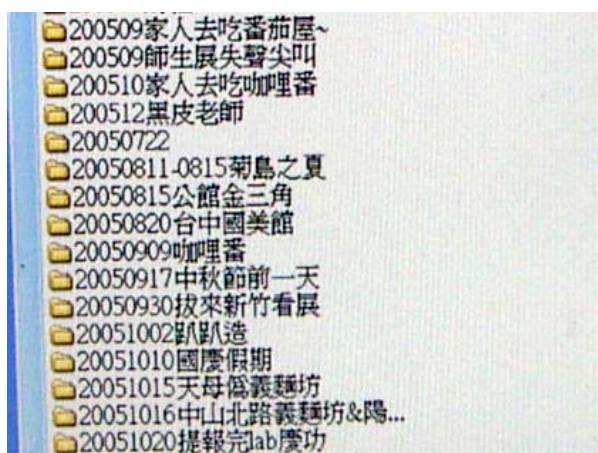 200509家人去吃番茄屋~
200509師生展失聲尖叫
200510家人去吃咖哩番
200512黑皮老師
20050722
20050811-0815菊島之夏
20050815公館金三角
20050820台中國美館
20050909咖哩番
20050917中秋節前一天
20050930拔來新竹看展
20051002趴趴造
20051010國慶假期
20051015天母偽義麵坊
20051016中山北路義麵坊&陽...
20051020提報完lab慶功